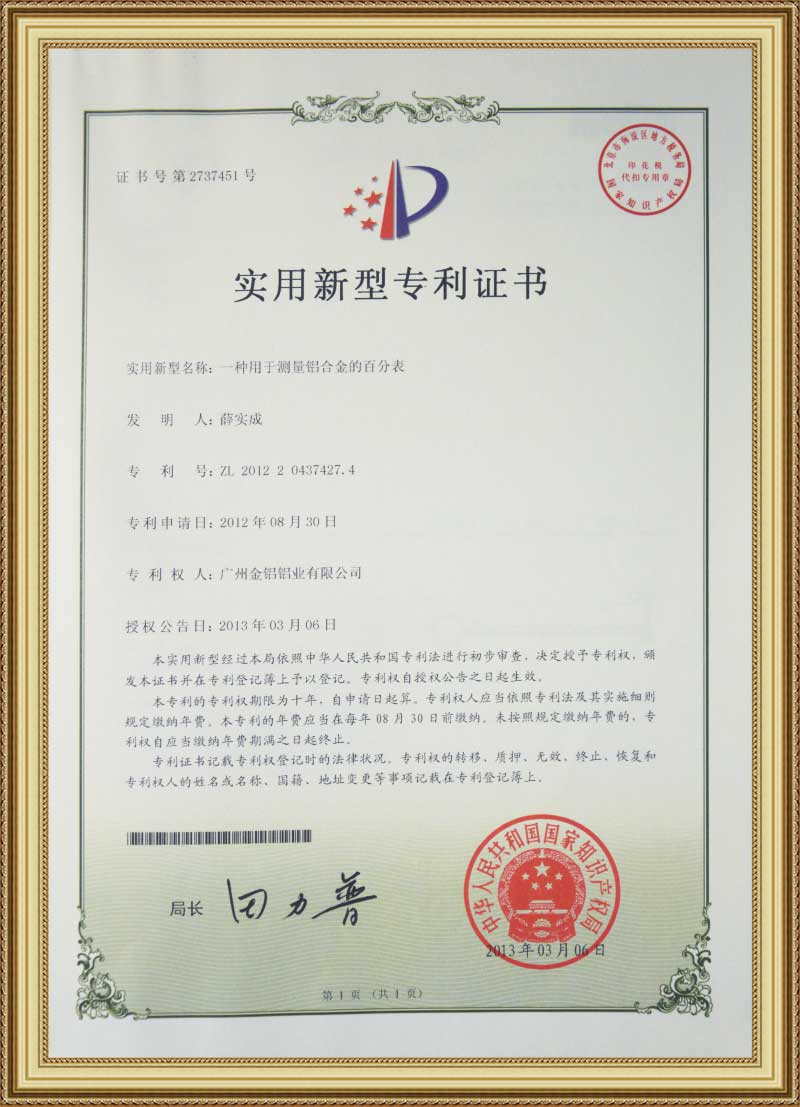 证书号第2737451号
北京市海淀区地方税务局
印花税
代扣专用章
国家知识产权局
实用新型专利证书
实用新型名称：一种用于测量铝合金的百分表
发明人：薛实成
专利号：ZL 2012 2 0437427.4
专利申请日：2012年08月30日
专利权人：广州金铝铝业有限公司
授权公告日：2013年03月06日
本实用新型经过本局依照中华人民共和国专利法进行初步审查，决定授予专利权，颁
发本证书并在专利登记簿上予以登记。专利权自授权公告之日起生效。
本专利的专利权期限为十年，自申请日起算。专利权人应当依照专利法及其实施细则
规定缴纳年费。本专利的年费应当在每年08月30日前缴纳。未按照规定缴纳年费的，专
利权自应当缴纳年费期满之日起终止。
专利证书记载专利权登记时的法律状况。专利权的转移、质押、无效、终止、恢复和
专利权人的姓名或名称、国籍、地址变更等事项记载在专利登记簿上。
局长 田力普
中华人民共和国国家知识产权局
2013年03月06日
第1页（共1页）